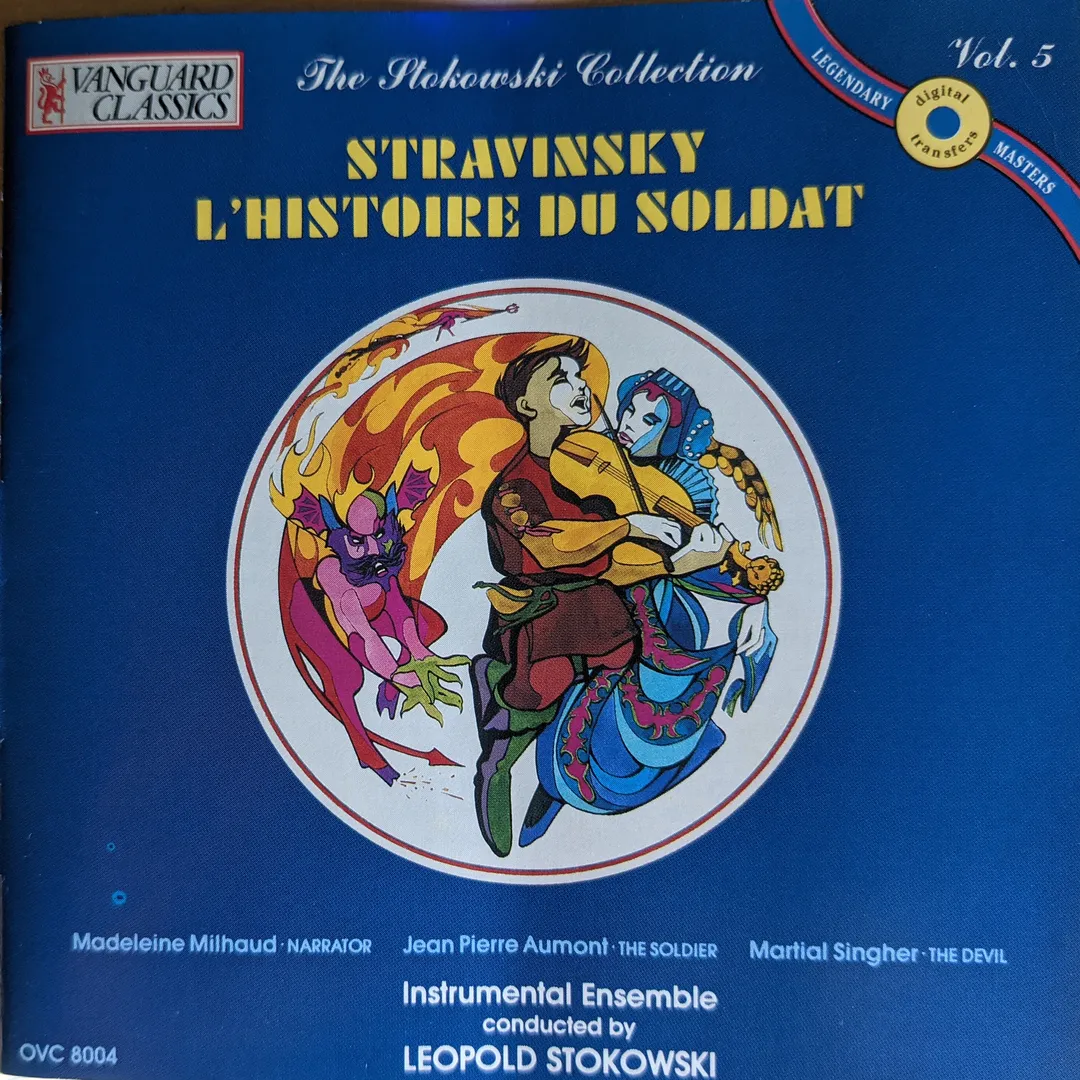 VANGUARD
CLASSICS
The Stokowski Collection
Vol. 5
LEGENDARY
digital
transfers
MASTERS
STRAVINSKY
L'HISTOIRE DU SOLDAT
Madeleine Milhaud · NARRATOR
Jean Pierre Aumont · THE SOLDIER
Martial Singher · THE DEVIL
Instrumental Ensemble
conducted by
LEOPOLD STOKOWSKI
OVC 8004